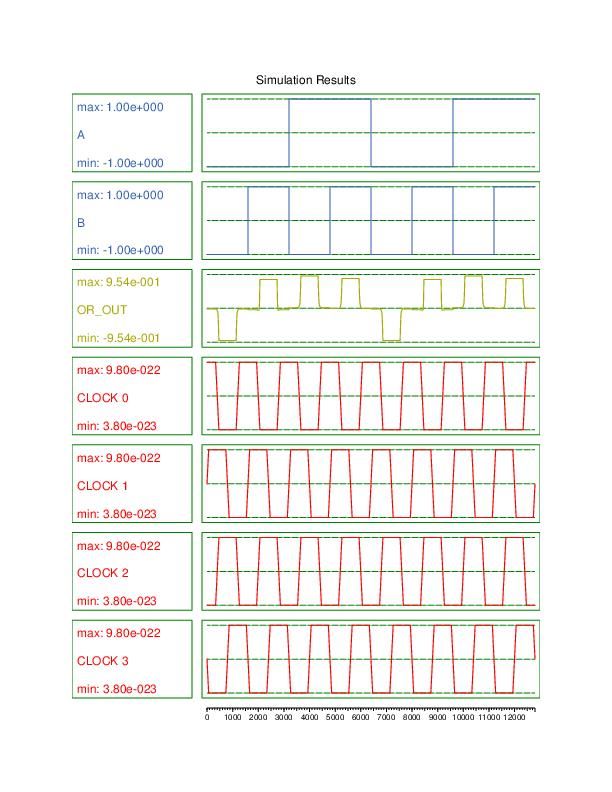 Simulation Results
max: 1.00e+000
A
min: -1.00e+000
max: 1.00e+000
B
min: -1.00e+000
max: 9.54e-001
OR_OUT
min: -9.54e-001
max: 9.80e-022
CLOCK 0
min: 3.80e-023
max: 9.80e-022
CLOCK 1
min: 3.80e-023
max: 9.80e-022
CLOCK 2
min: 3.80e-023
max: 9.80e-022
CLOCK 3
min: 3.80e-023
0 1000 2000 3000 4000 5000 6000 7000 8000 9000 10000 11000 12000